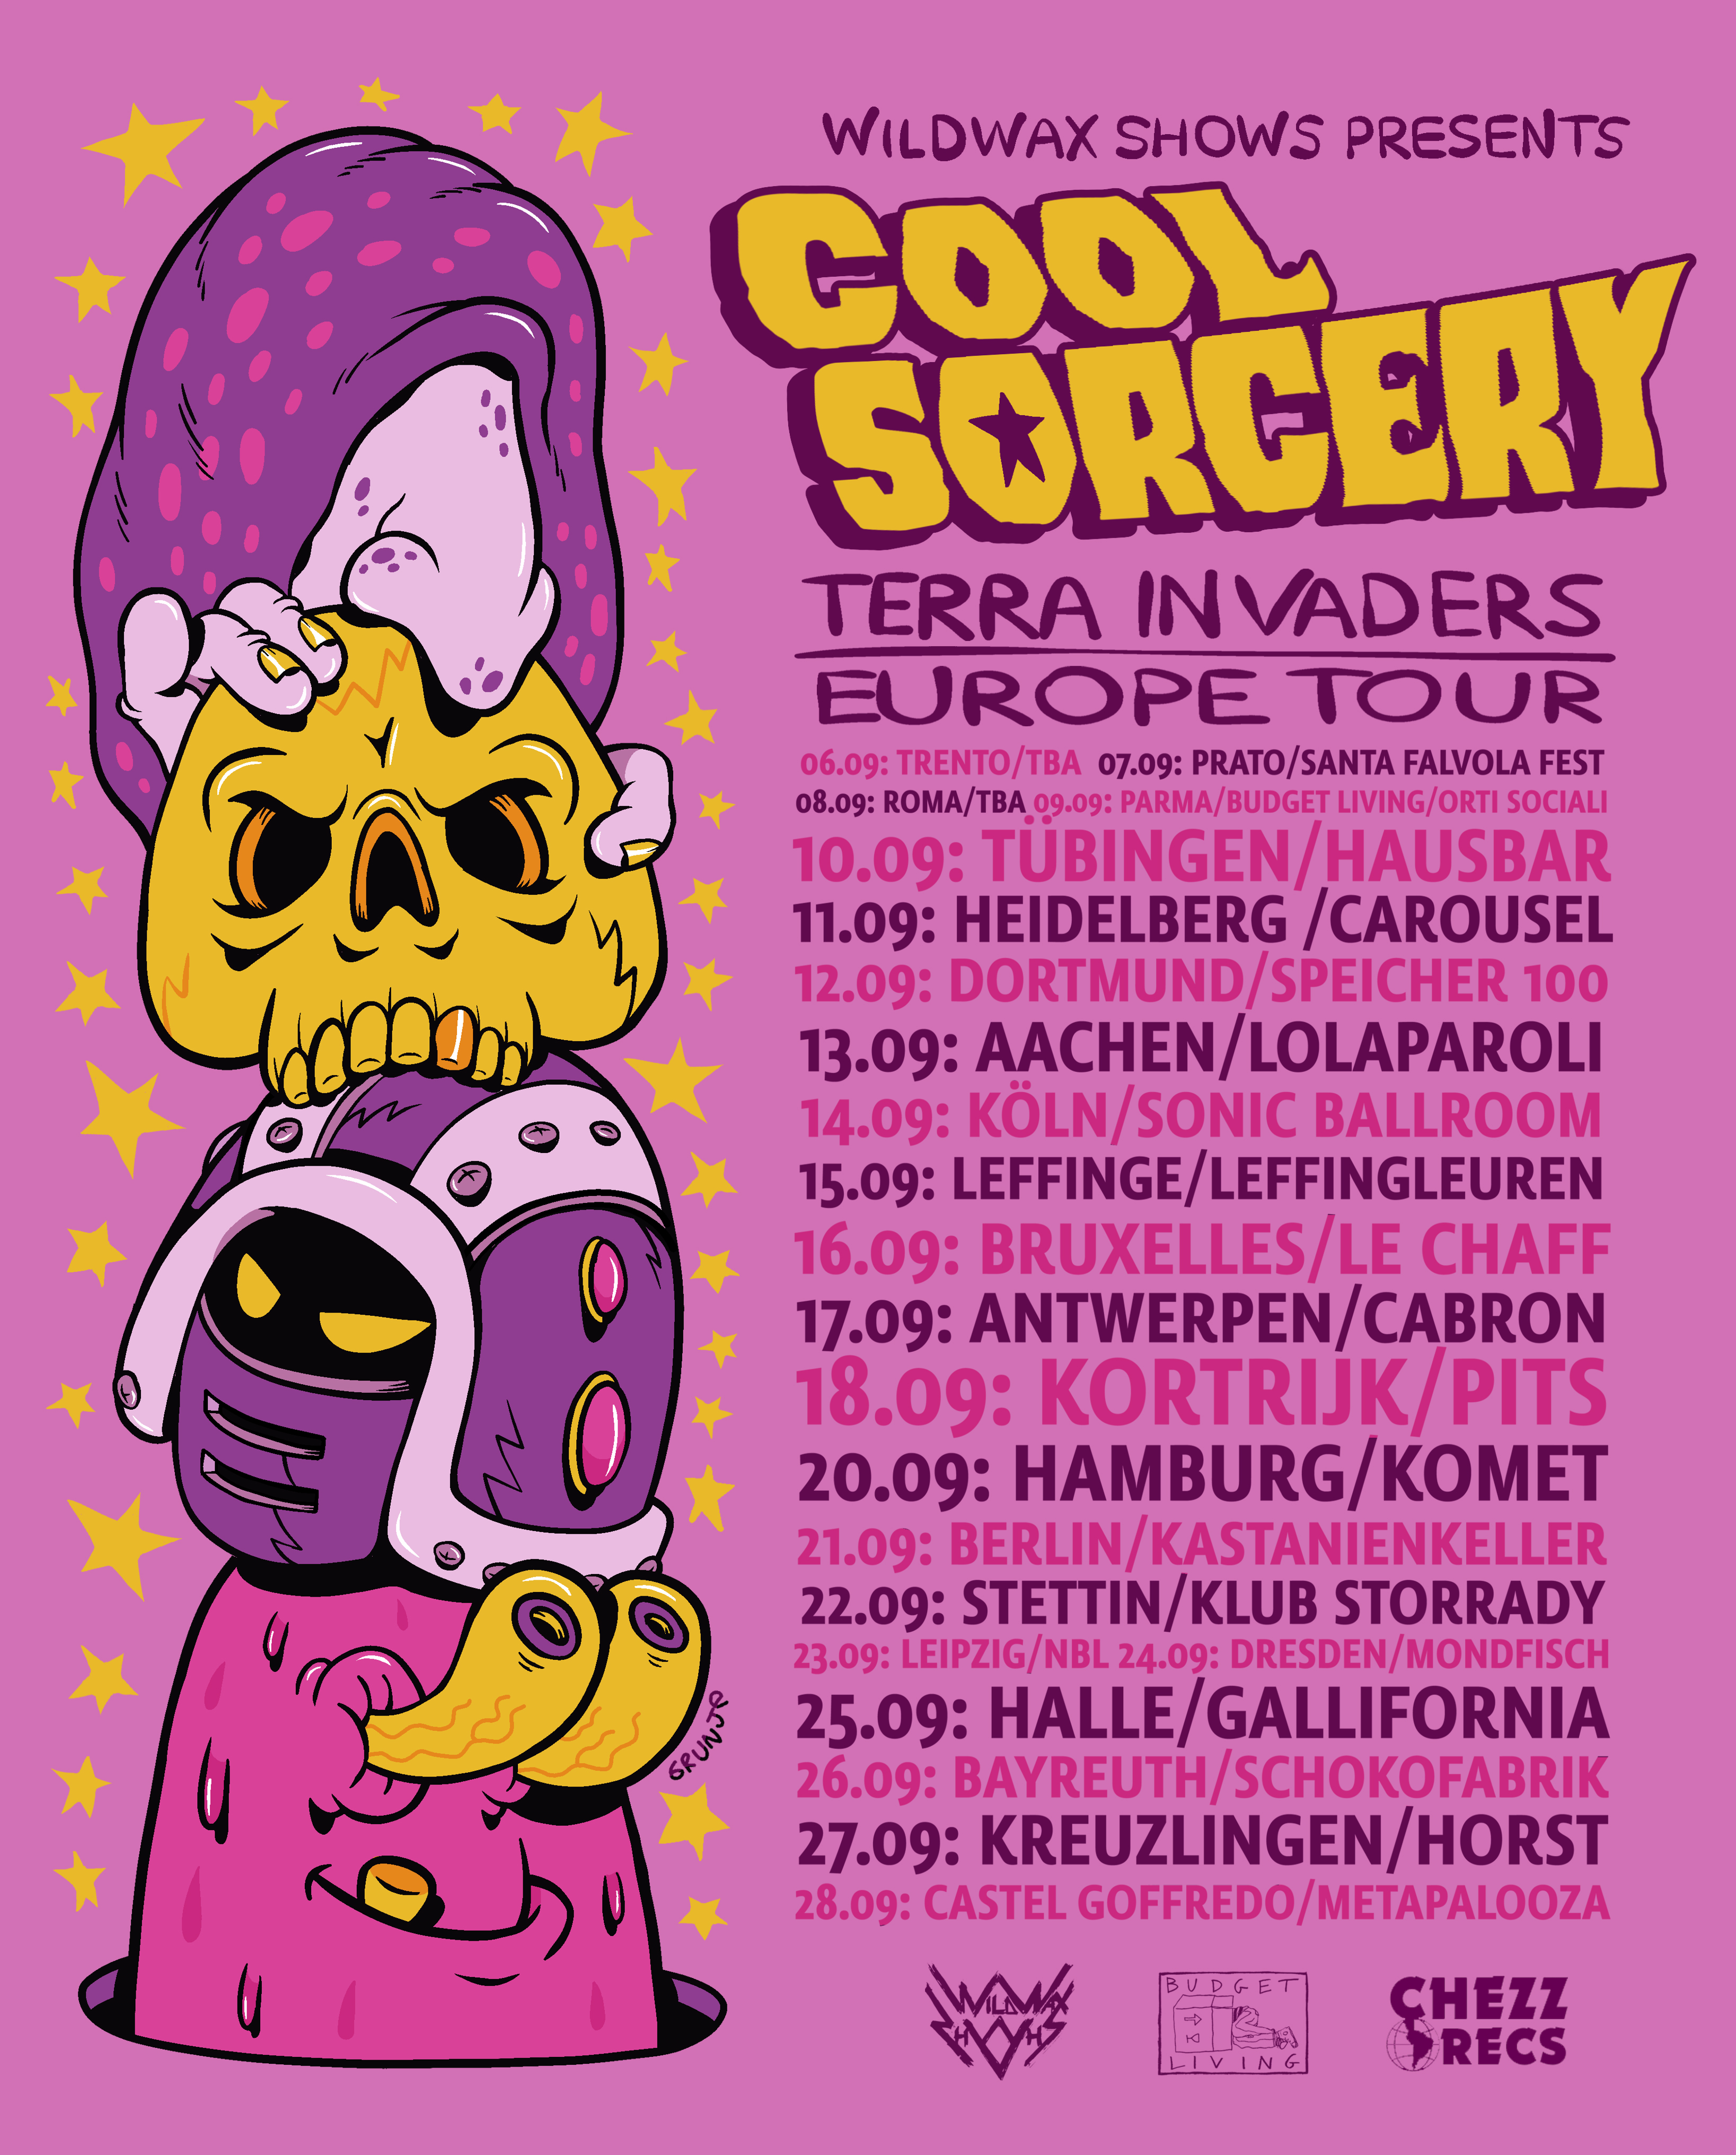 WILDWAX SHOWS PRESENTS
COOL
SORCERY
TERRA INVADERS
EUROPE TOUR
06.09: TRENTO/TBA 07.09: PRATO/SANTA FALVOLA FEST
08.09: ROMA/TBA 09.09: PARMA/BUDGET LIVING/ORTI SOCIALI
10.09: TÜBINGEN/HAUSBAR
11.09: HEIDELBERG /CAROUSEL
12.09: DORTMUND/SPEICHER 100
13.09: AACHEN/LOLAPAROLI
14.09: KÖLN/SONIC BALLROOM
15.09: LEFFINGE/LEFFINGLEUREN
16.09: BRUXELLES/LE CHAFF
17.09: ANTWERPEN/CABRON
18.09: KORTRIJK/PITS
20.09: HAMBURG/KOMET
21.09: BERLIN/KASTANIENKELLER
22.09: STETTIN/KLUB STORRADY
23.09: LEIPZIG/NBL 24.09: DRESDEN/MONDFISCH
25.09: HALLE/GALLIFORNIA
26.09: BAYREUTH/SCHOKOFABRIK
27.09: KREUZLINGEN/HORST
28.09: CASTEL GOFFREDO/METAPALOOZA
GRUNJE
WILDWAX
SHOWS
BUDGET
LIVING
CHEZZ
RECS